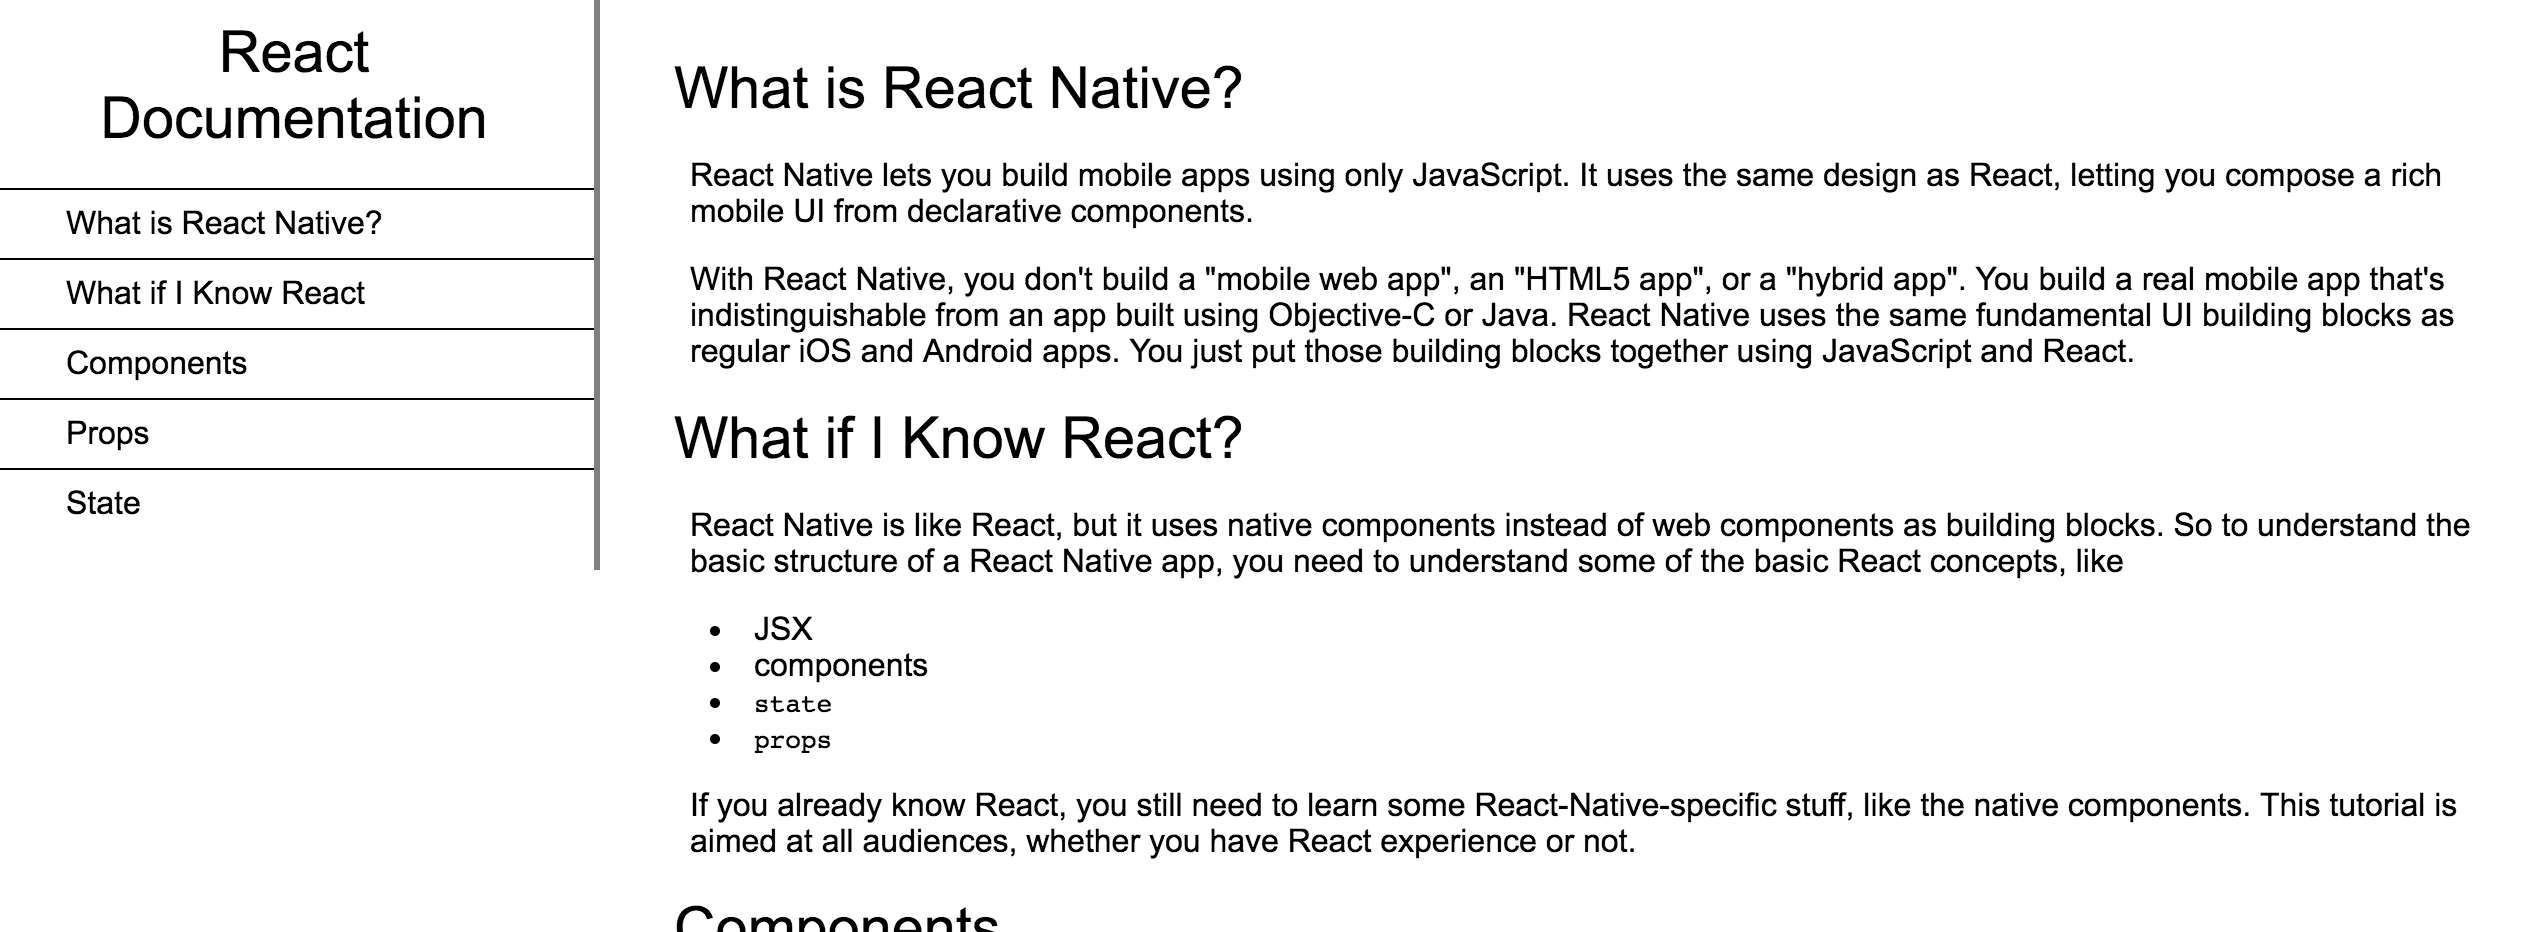 React
Documentation
What is React Native?
What if I Know React
Components
Props
State
What is React Native?
React Native lets you build mobile apps using only JavaScript. It uses the same design as React, letting you compose a rich
mobile UI from declarative components.
With React Native, you don't build a "mobile web app", an "HTML5 app", or a "hybrid app". You build a real mobile app that's
indistinguishable from an app built using Objective-C or Java. React Native uses the same fundamental UI building blocks as
regular iOS and Android apps. You just put those building blocks together using JavaScript and React.
What if I Know React?
React Native is like React, but it uses native components instead of web components as building blocks. So to understand the
basic structure of a React Native app, you need to understand some of the basic React concepts, like
• JSX
• components
• state
• props
If you already know React, you still need to learn some React-Native-specific stuff, like the native components. This tutorial is
aimed at all audiences, whether you have React experience or not.
Components